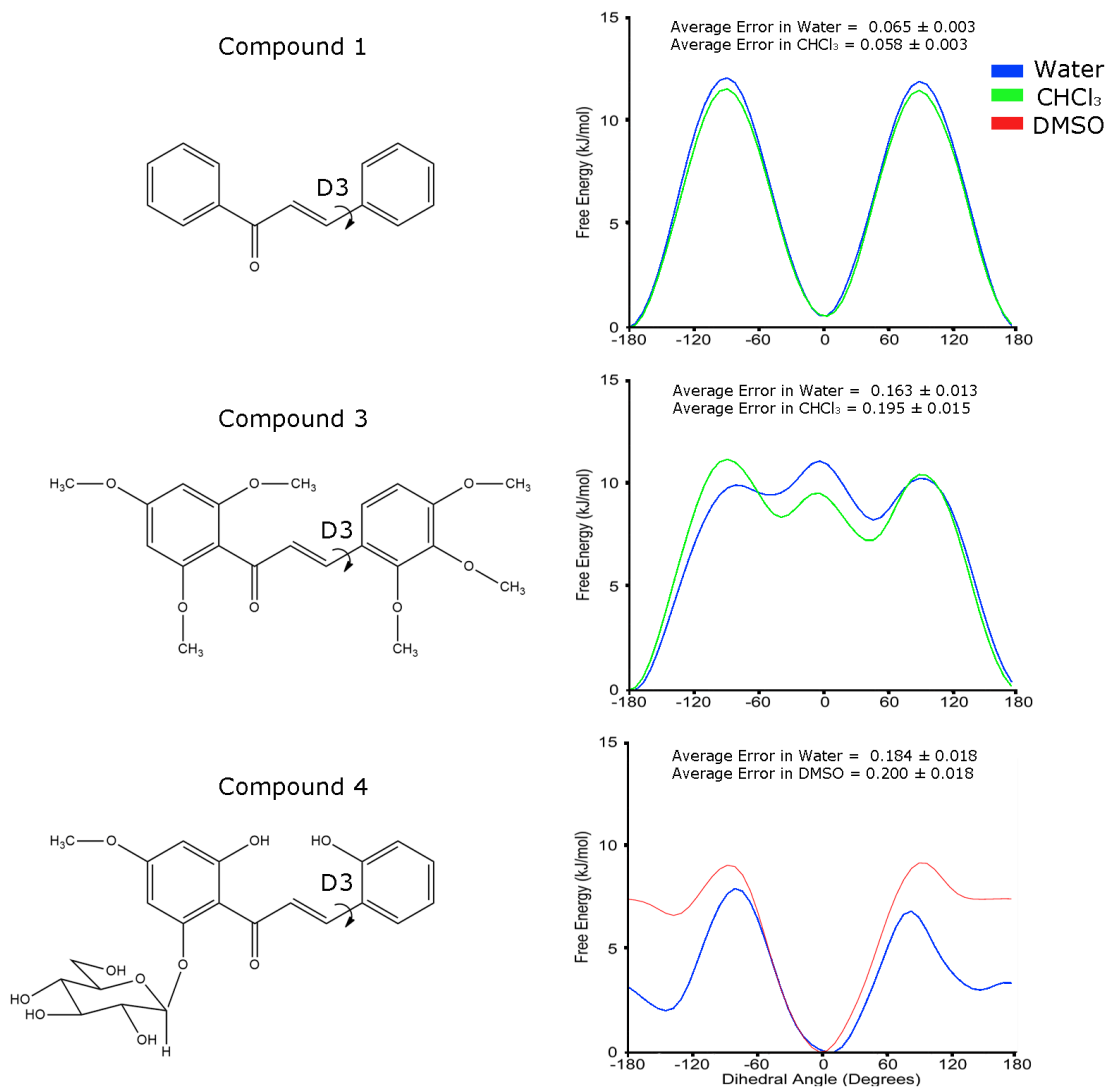 Compound 1
D3
O
15
10
5
0
Free Energy (kJ/mol)
Average Error in Water = 0.065 ± 0.003
Average Error in CHCl₃ = 0.058 ± 0.003
-180 -120 -60 0 60 120 180
Water
CHCl₃
DMSO
Compound 3
H₃C O O CH₃ O CH₃
D3
O O
O O CH₃
CH₃ CH₃
15
10
5
0
Free Energy (kJ/mol)
Average Error in Water = 0.163 ± 0.013
Average Error in CHCl₃ = 0.195 ± 0.015
-180 -120 -60 0 60 120 180
Compound 4
H₃C O OH HO
D3
O O
OH O
HO
HO
OH H
15
10
5
0
Free Energy (kJ/mol)
Average Error in Water = 0.184 ± 0.018
Average Error in DMSO = 0.200 ± 0.018
-180 -120 -60 0 60 120 180
Dihedral Angle (Degrees)